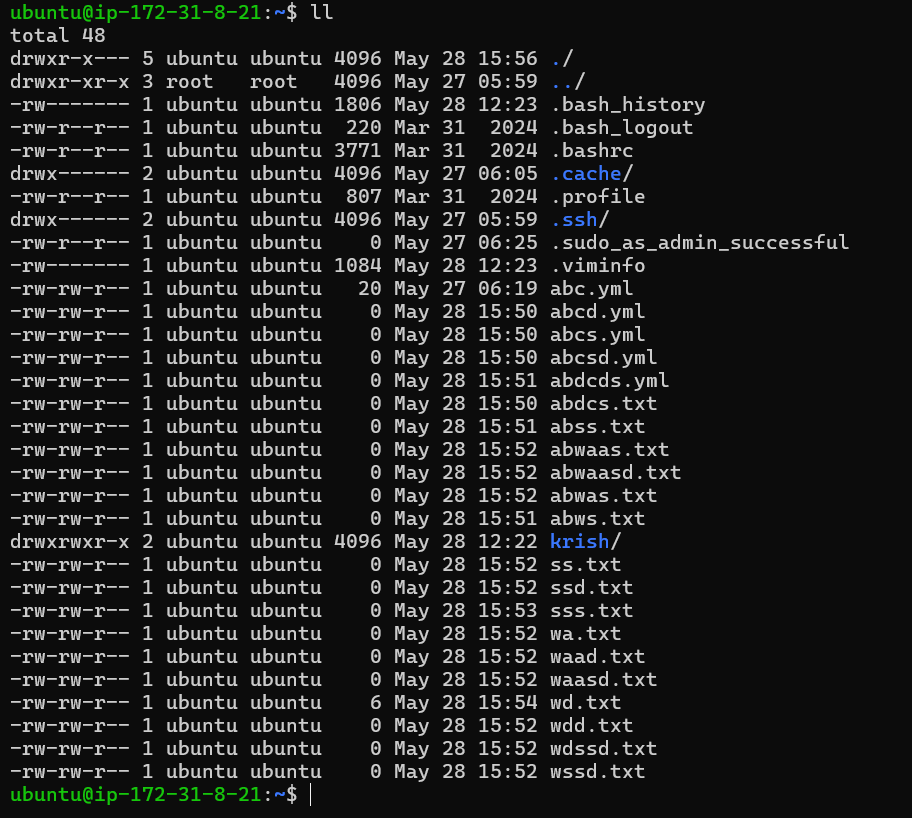 ubuntu@ip-172-31-8-21:~$ ll
total 48
drwxr-x--- 5 ubuntu ubuntu 4096 May 28 15:56 ./
drwxr-xr-x 3 root   root   4096 May 27 05:59 ../
-rw------- 1 ubuntu ubuntu 1806 May 28 12:23 .bash_history
-rw-r--r-- 1 ubuntu ubuntu  220 Mar 31  2024 .bash_logout
-rw-r--r-- 1 ubuntu ubuntu 3771 Mar 31  2024 .bashrc
drwx------ 2 ubuntu ubuntu 4096 May 27 06:05 .cache/
-rw-r--r-- 1 ubuntu ubuntu  807 Mar 31  2024 .profile
drwx------ 2 ubuntu ubuntu 4096 May 27 05:59 .ssh/
-rw-r--r-- 1 ubuntu ubuntu    0 May 27 06:25 .sudo_as_admin_successful
-rw------- 1 ubuntu ubuntu 1084 May 28 12:23 .viminfo
-rw-rw-r-- 1 ubuntu ubuntu   20 May 27 06:19 abc.yml
-rw-rw-r-- 1 ubuntu ubuntu    0 May 28 15:50 abcd.yml
-rw-rw-r-- 1 ubuntu ubuntu    0 May 28 15:50 abcs.yml
-rw-rw-r-- 1 ubuntu ubuntu    0 May 28 15:50 abcsd.yml
-rw-rw-r-- 1 ubuntu ubuntu    0 May 28 15:51 abdcds.yml
-rw-rw-r-- 1 ubuntu ubuntu    0 May 28 15:50 abdcs.txt
-rw-rw-r-- 1 ubuntu ubuntu    0 May 28 15:51 abss.txt
-rw-rw-r-- 1 ubuntu ubuntu    0 May 28 15:52 abwaas.txt
-rw-rw-r-- 1 ubuntu ubuntu    0 May 28 15:52 abwaasd.txt
-rw-rw-r-- 1 ubuntu ubuntu    0 May 28 15:52 abwas.txt
-rw-rw-r-- 1 ubuntu ubuntu    0 May 28 15:51 abws.txt
drwxrwxr-x 2 ubuntu ubuntu 4096 May 28 12:22 krish/
-rw-rw-r-- 1 ubuntu ubuntu    0 May 28 15:52 ss.txt
-rw-rw-r-- 1 ubuntu ubuntu    0 May 28 15:52 ssd.txt
-rw-rw-r-- 1 ubuntu ubuntu    0 May 28 15:53 sss.txt
-rw-rw-r-- 1 ubuntu ubuntu    0 May 28 15:52 wa.txt
-rw-rw-r-- 1 ubuntu ubuntu    0 May 28 15:52 waad.txt
-rw-rw-r-- 1 ubuntu ubuntu    0 May 28 15:52 waasd.txt
-rw-rw-r-- 1 ubuntu ubuntu    6 May 28 15:54 wd.txt
-rw-rw-r-- 1 ubuntu ubuntu    0 May 28 15:52 wdd.txt
-rw-rw-r-- 1 ubuntu ubuntu    0 May 28 15:52 wdssd.txt
-rw-rw-r-- 1 ubuntu ubuntu    0 May 28 15:52 wssd.txt
ubuntu@ip-172-31-8-21:~$